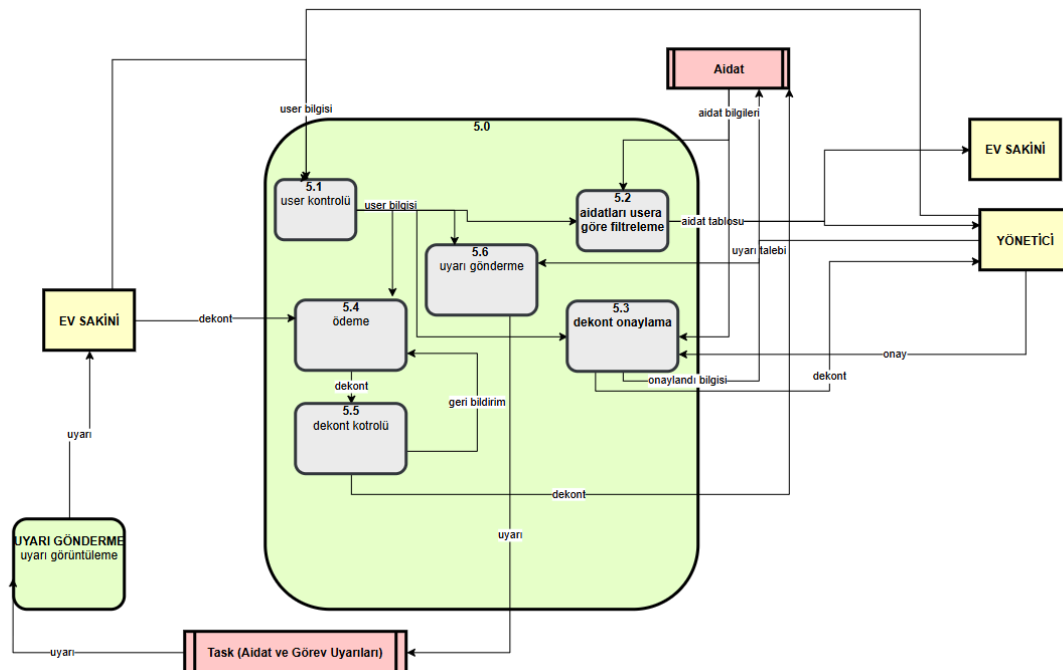 Aidat
user bilgisi
aidat bilgileri
5.0
EV SAKİNİ
5.1
user kontrolü
user bilgisi
5.2
aidatları usera
göre filtreleme
aidat tablosu
YÖNETİCİ
5.6
uyarı gönderme
uyarı talebi
EV SAKİNİ
dekont
5.4
ödeme
5.3
dekont onaylama
onay
dekont
geri bildirim
onaylandı bilgisi
dekont
5.5
dekont kotrolü
uyarı
dekont
uyarı
UYARI GÖNDERME
uyarı görüntüleme
uyarı
Task (Aidat ve Görev Uyarıları)